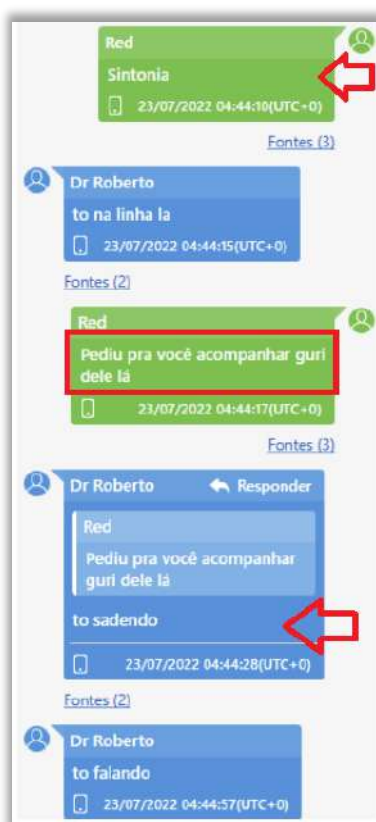 Red
Sintonia
23/07/2022 04:44:10(UTC+0)
Fontes (3)
Dr Roberto
to na linha la
23/07/2022 04:44:15(UTC+0)
Fontes (2)
Red
Pediu pra você acompanhar guri
dele lá
23/07/2022 04:44:17(UTC+0)
Fontes (3)
Dr Roberto Responder
Red
Pediu pra você acompanhar
guri dele lá
to sadendo
23/07/2022 04:44:28(UTC+0)
Fontes (2)
Dr Roberto
to falando
23/07/2022 04:44:57(UTC+0)